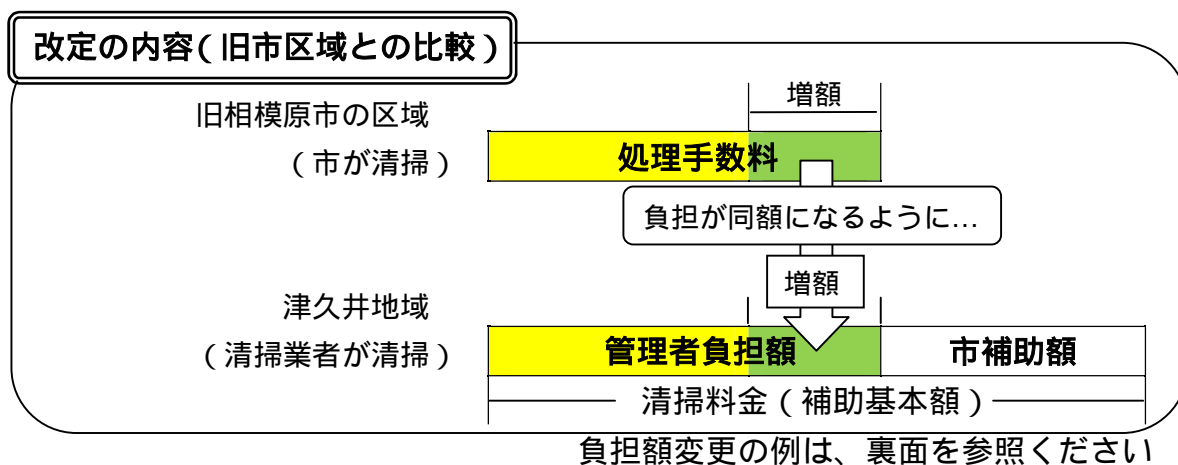 改定の内容(旧市区域との比較)
増額
旧相模原市の区域
(市が清掃)
処理手数料
負担が同額になるように…
増額
津久井地域
(清掃業者が清掃)
管理者負担額
市補助額
清掃料金(補助基本額)
負担額変更の例は、裏面を参照ください